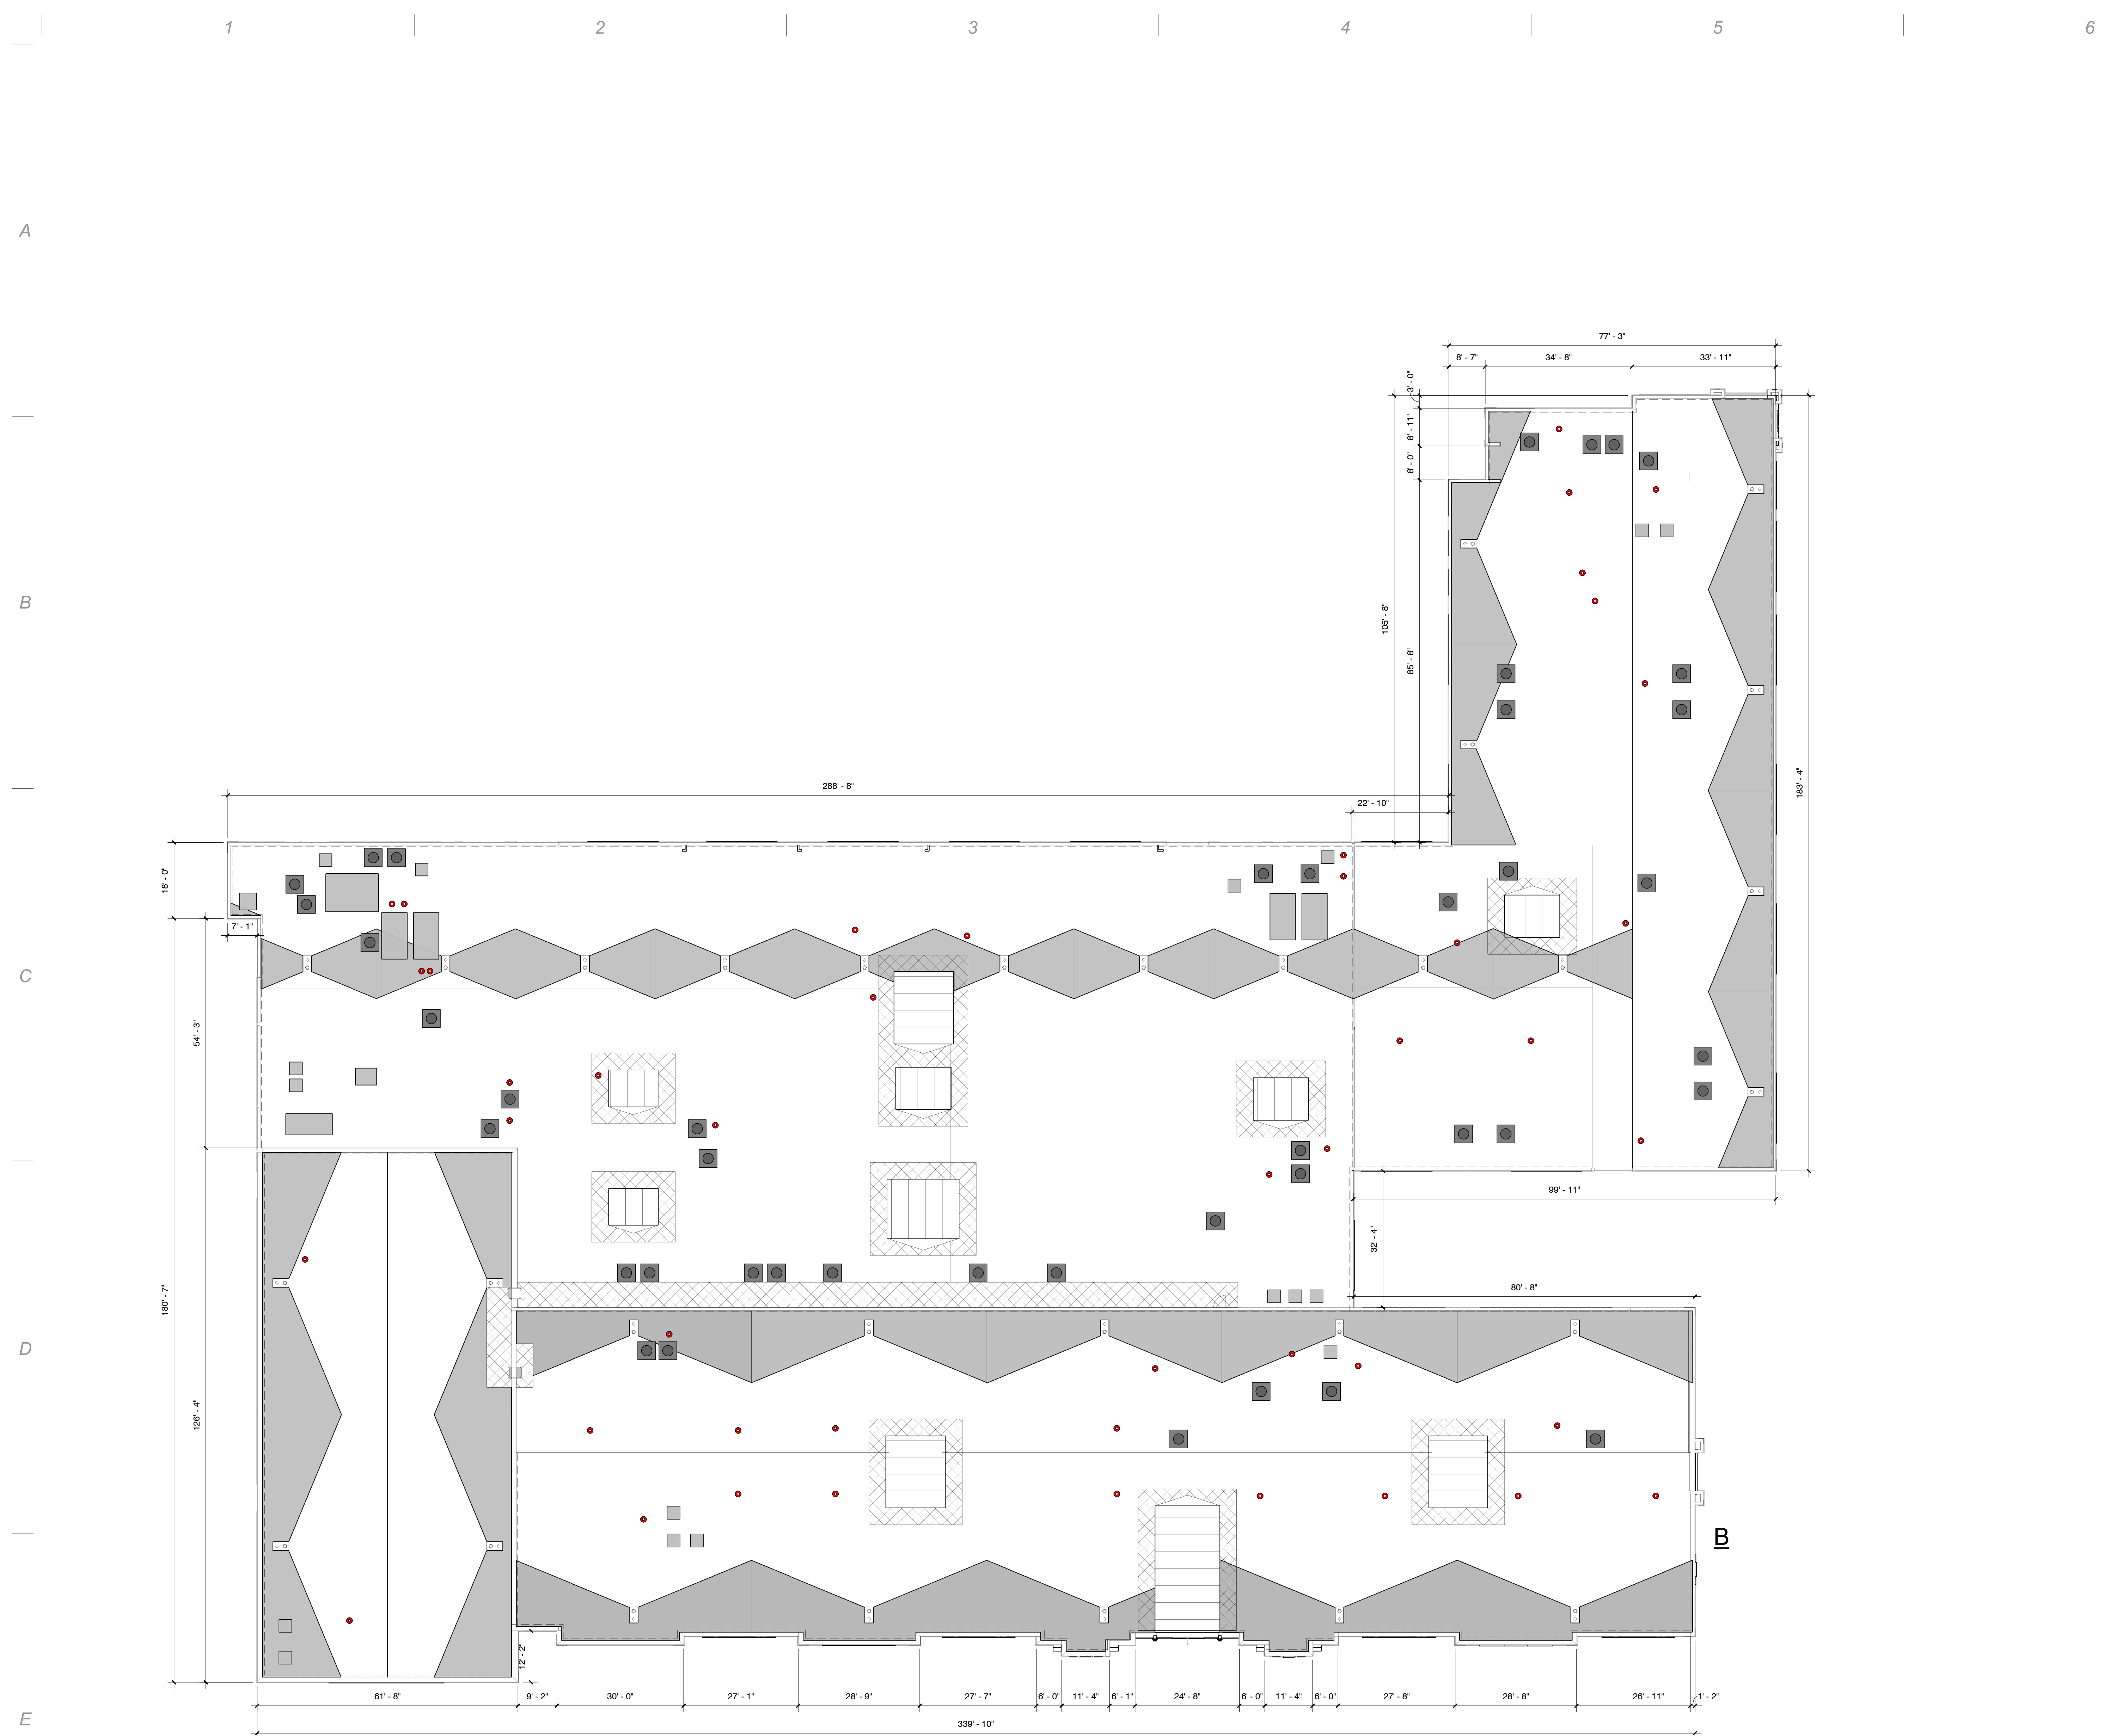 1 2 3 4 5 6
A
77' - 3"
8' - 7" 34' - 8" 33' - 11"
3' - 0"
8' - 11"
8' - 0"
B
105' - 8"
85' - 8"
183' - 4"
288' - 8"
22' - 10"
18' - 0"
7' - 1"
C
54' - 3"
99' - 11"
32' - 4"
80' - 8"
180' - 7"
D
126' - 4"
B
12' - 2"
61' - 8" 9' - 2" 30' - 0" 27' - 1" 28' - 9" 27' - 7" 6' - 0" 11' - 4" 6' - 1" 24' - 8" 6' - 0" 11' - 4" 6' - 0" 27' - 8" 28' - 8" 26' - 11" 1' - 2"
E
339' - 10"